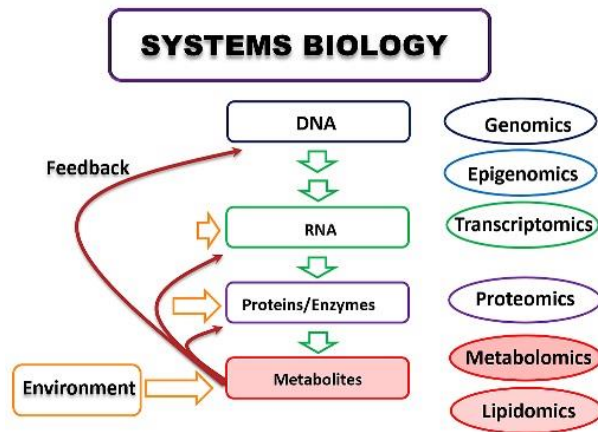 SYSTEMS BIOLOGY
DNA
Genomics
Feedback
Epigenomics
RNA
Transcriptomics
Proteins/Enzymes
Proteomics
Metabolomics
Environment
Metabolites
Lipidomics